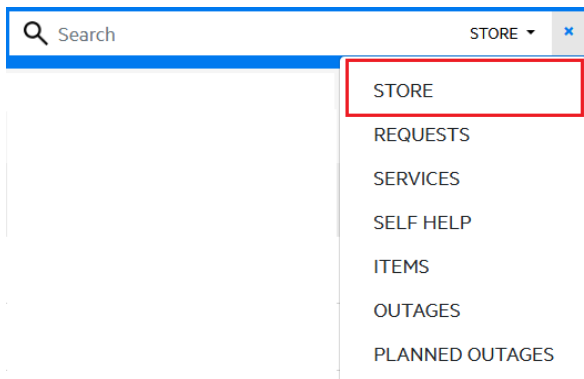 Search STORE
STORE
REQUESTS
SERVICES
SELF HELP
ITEMS
OUTAGES
PLANNED OUTAGES